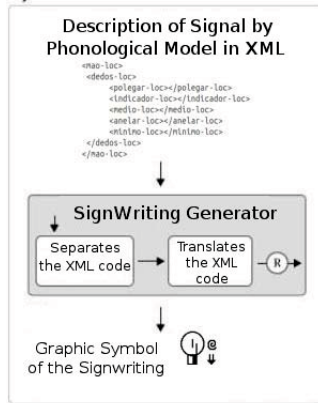 Description of Signal by
Phonological Model in XML
<mao-loc>
<dedos-loc>
<polegar-loc></polegar-loc>
<indicador-loc></indicador-loc>
<medio-loc></medio-loc>
<anelar-loc></anelar-loc>
<minimo-loc></minimo-loc>
</dedos-loc>
</mao-loc>
SignWriting Generator
Separates
the XML code
Translates
the XML
code
R
Graphic Symbol
of the Signwriting